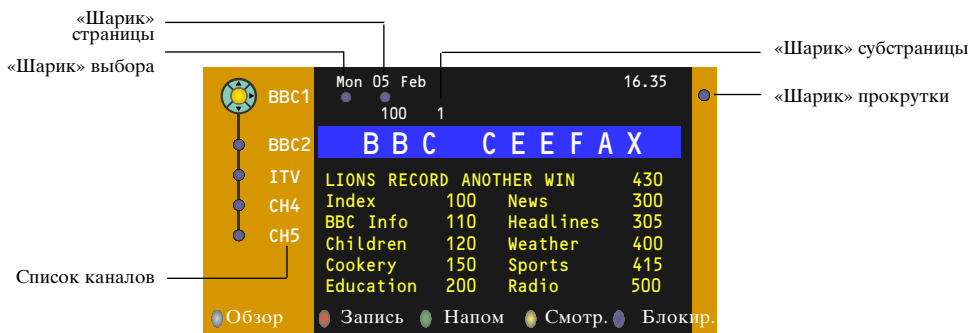 «Шарик»
страницы
«Шарик» выбора
«Шарик» субстраницы
«Шарик» прокрутки
Список каналов
BBC1
BBC2
ITV
CH4
CH5
Mon 05 Feb 16.35
100 1
BBC CEEFAX
LIONS RECORD ANOTHER WIN 430
Index 100 News 300
BBC Info 110 Headlines 305
Children 120 Weather 400
Cookery 150 Sports 415
Education 200 Radio 500
Обзор Запись Напом Смотр. Блокир.